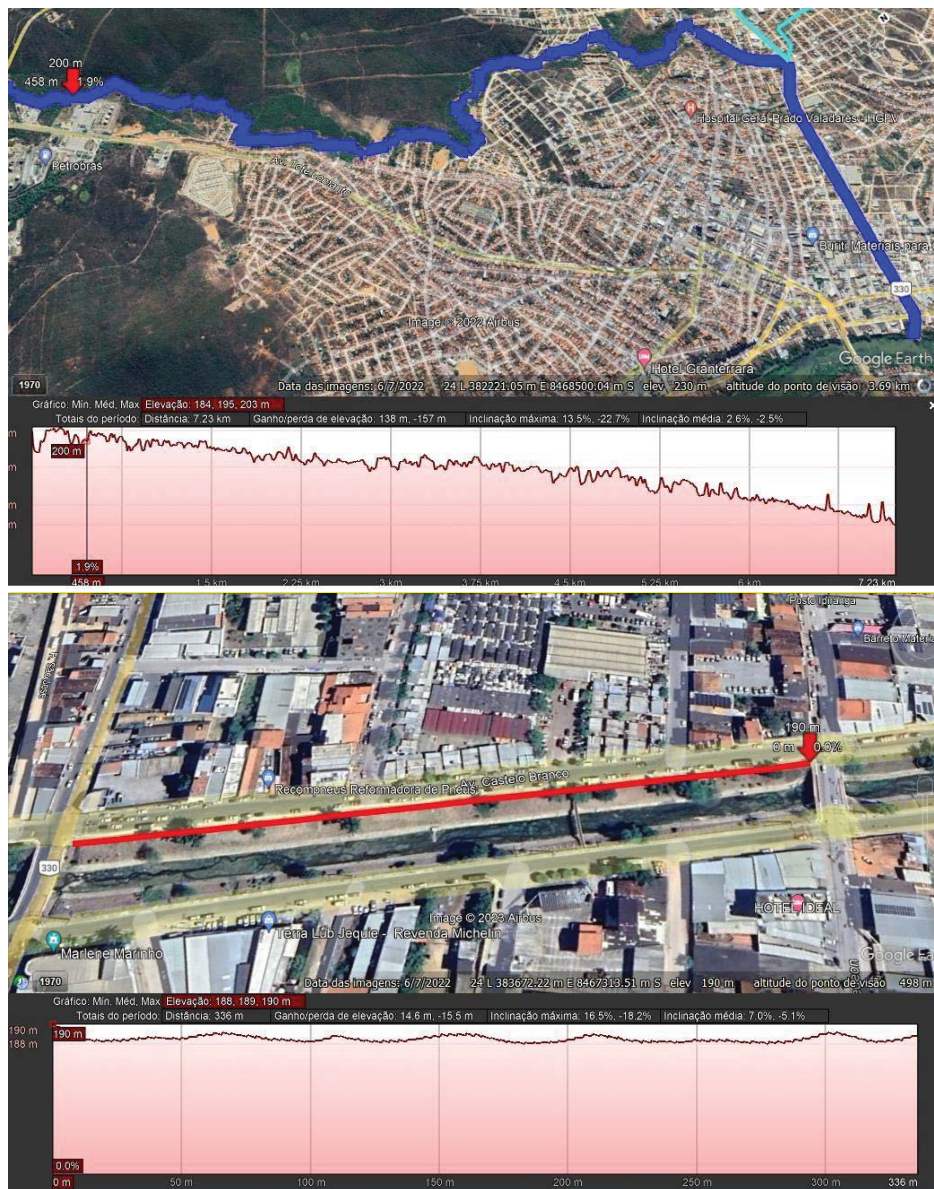 200 m
458 m 1.9%
Hospital Geral Prado Valadares - HGPV
Petrobras
Buriti Materiais para
330
Image © 2022 Airbus
Hotel Granterrara
Google Earth
1970
Data das imagens: 6/7/2022 24 L 382221.05 m E 8468500.04 m S elev. 230 m altitude do ponto de visão 3.69 km
Gráfico: Mín. Méd, Max Elevação: 184, 195, 203 m
Totais do período: Distância: 7.23 km Ganho/perda de elevação: 138 m, -157 m Inclinação máxima: 13.5%, -22.7% Inclinação média: 2.6%, -2.5%
m
200 m
m
m
m
1.9%
458 m 1.5 km 2.25 km 3 km 3.75 km 4.5 km 5.25 km 6 km 7.23 km
Posto Ipiranga
Barreto Materia
190 m
0 m 0.0%
Av. Castelo Branco
Recompneus Reformadora de Pneus
330
HOTEL IDEAL
Image © 2023 Airbus
Terra Lub Jequie - Revenda Michelin
Marlene Marinho
Google Ea
1970
Data das imagens: 6/7/2022 24 L 383672.22 m E 8467313.51 m S elev 190 m altitude do ponto de visão 498 m
Gráfico: Mín. Méd, Max Elevação: 188, 189, 190 m
Totais do período: Distância: 336 m Ganho/perda de elevação: 14.6 m, -15.5 m Inclinação máxima: 16.5%, -18.2% Inclinação média: 7.0%, -5.1%
190 m 190 m
188 m
0.0%
0 m 50 m 100 m 150 m 200 m 250 m 300 m 336 m